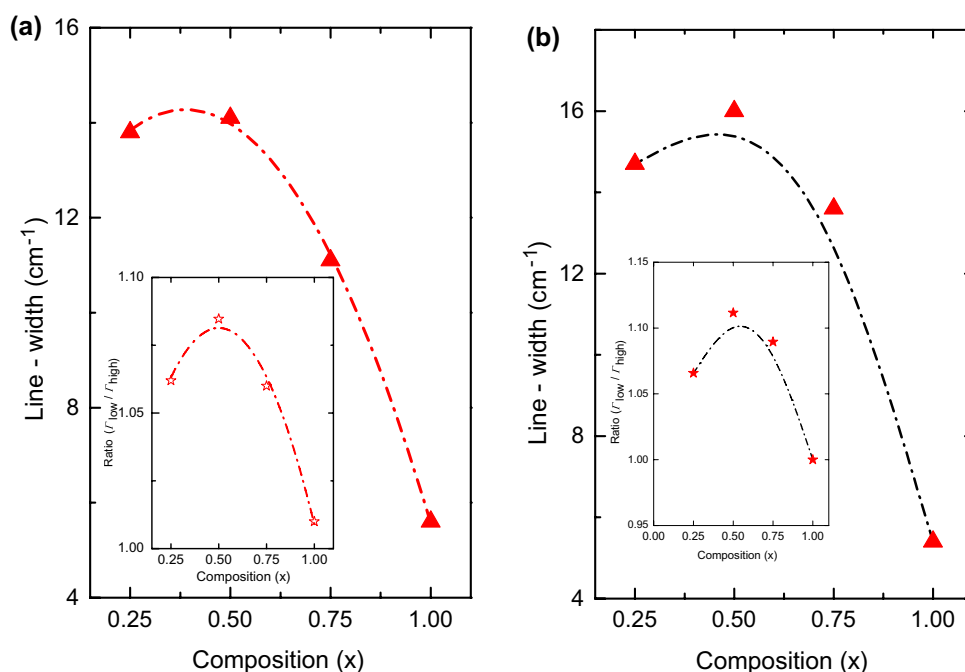 (a)
16
12
8
4
0.25 0.50 0.75 1.00
Composition (x)
Line - width (cm-1)
1.10
1.05
1.00
0.25 0.50 0.75 1.00
Composition (x)
Ratio (Γlow / Γhigh)
(b)
16
12
8
4
0.25 0.50 0.75 1.00
Composition (x)
Line - width (cm-1)
1.15
1.10
1.05
1.00
0.95
0.00 0.25 0.50 0.75 1.00
Composition (x)
Ratio (Γlow / Γhigh)